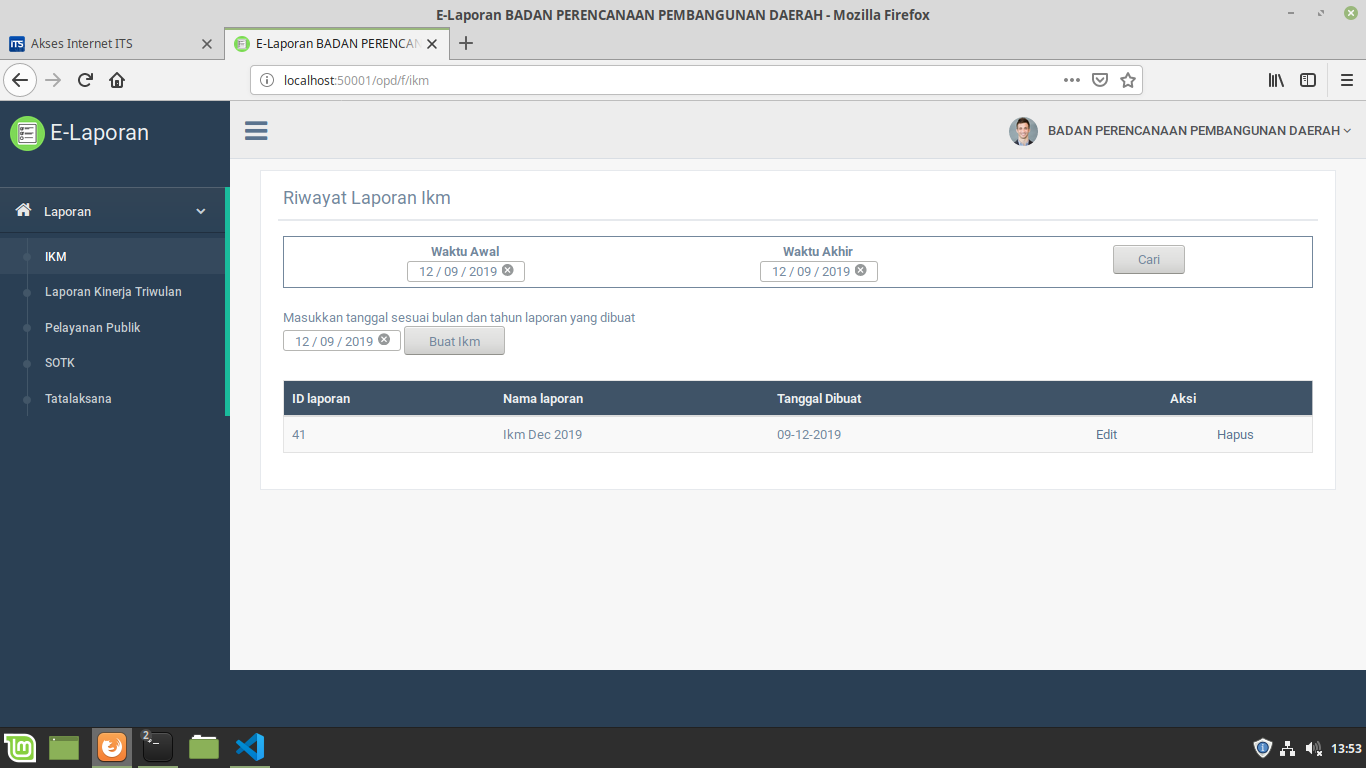 E-Laporan BADAN PERENCANAAN PEMBANGUNAN DAERAH - Mozilla Firefox
ITS Akses Internet ITS
E-Laporan BADAN PERENCAN
localhost:50001/opd/f/ikm
E-Laporan
BADAN PERENCANAAN PEMBANGUNAN DAERAH
Laporan
IKM
Laporan Kinerja Triwulan
Pelayanan Publik
SOTK
Tatalaksana
Riwayat Laporan Ikm
Waktu Awal Waktu Akhir
12 / 09 / 2019 12 / 09 / 2019 Cari
Masukkan tanggal sesuai bulan dan tahun laporan yang dibuat
12 / 09 / 2019 Buat Ikm
ID laporan Nama laporan Tanggal Dibuat Aksi
41 Ikm Dec 2019 09-12-2019 Edit Hapus
2
13:53